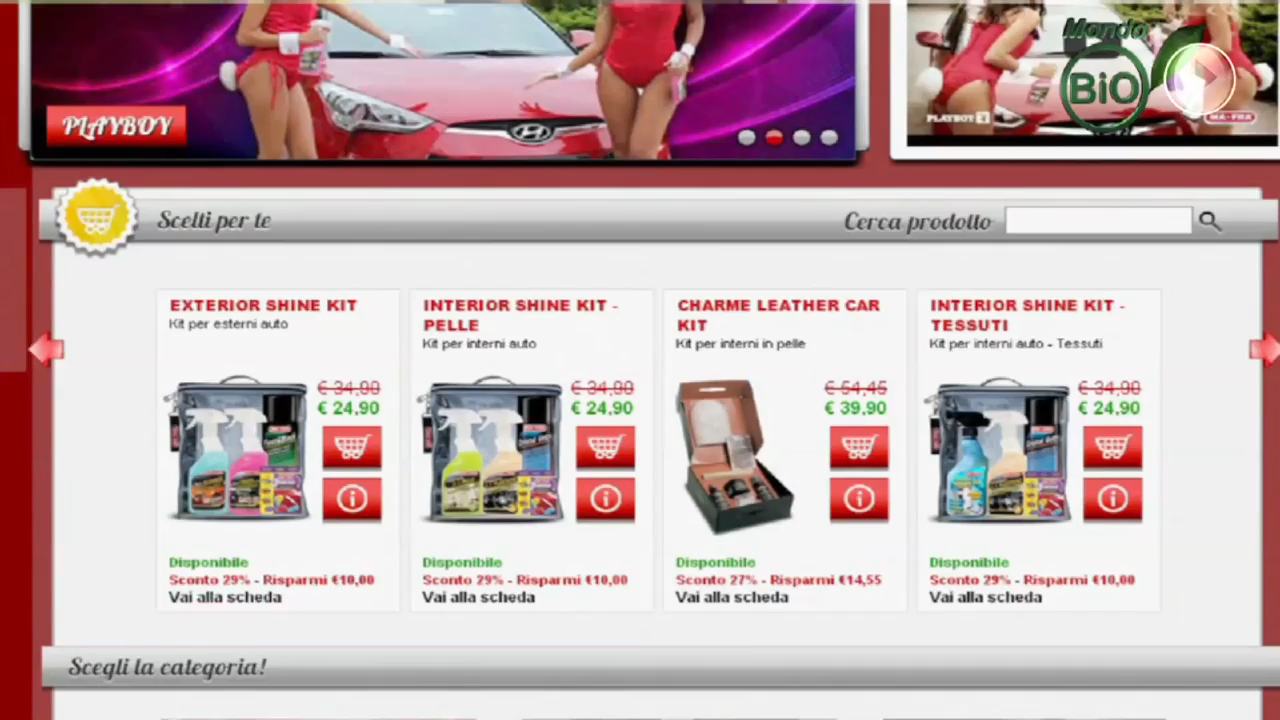 Mondo
BiO
PLAYBOY
PLAYBOY
MA-FRA
Scelti per te
Cerca prodotto
EXTERIOR SHINE KIT
Kit per esterni auto
€ 34,90
€ 24,90
Disponibile
Sconto 29% - Risparmi €10,00
Vai alla scheda
INTERIOR SHINE KIT -
PELLE
Kit per interni auto
€ 34,90
€ 24,90
Disponibile
Sconto 29% - Risparmi €10,00
Vai alla scheda
CHARME LEATHER CAR
KIT
Kit per interni in pelle
€ 54,45
€ 39,90
Disponibile
Sconto 27% - Risparmi €14,55
Vai alla scheda
INTERIOR SHINE KIT -
TESSUTI
Kit per interni auto - Tessuti
€ 34,90
€ 24,90
Disponibile
Sconto 29% - Risparmi €10,00
Vai alla scheda
Scegli la categoria!